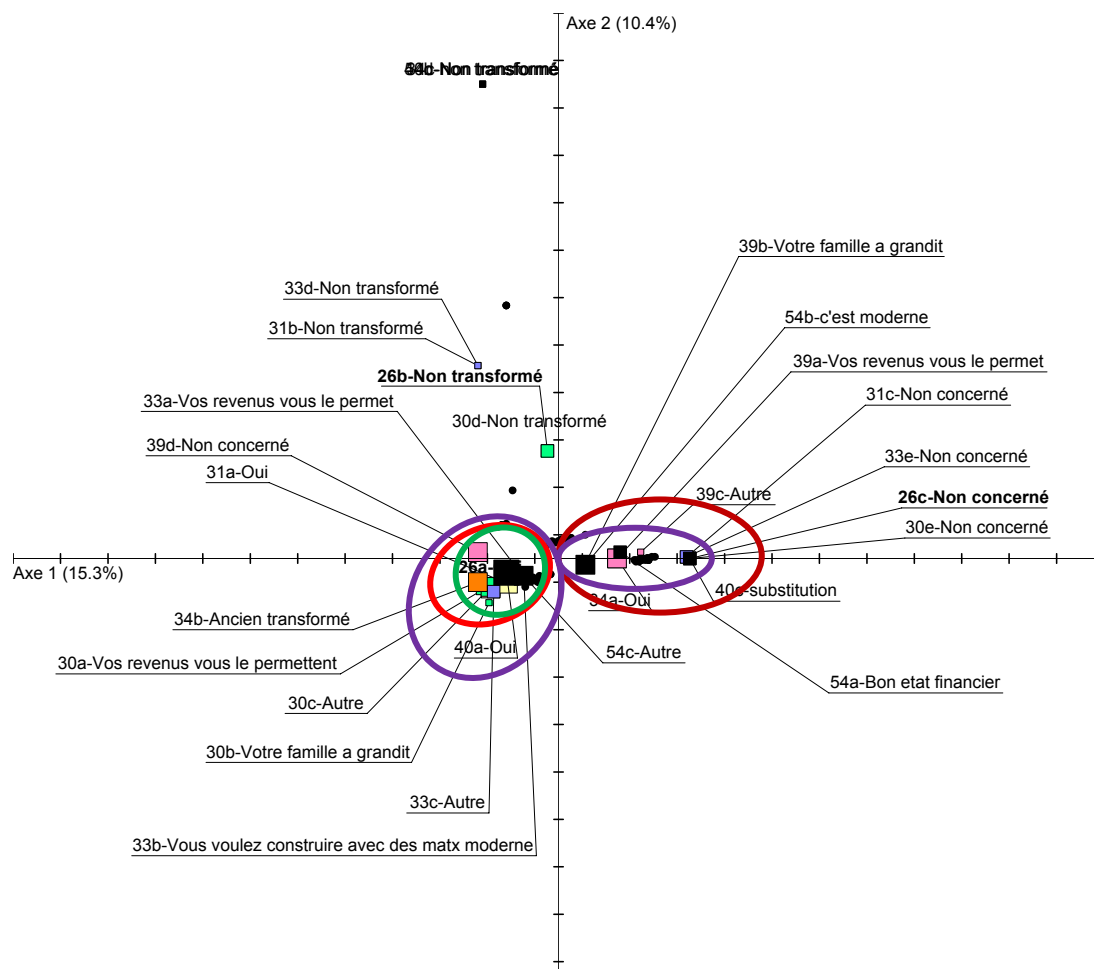 Axe 2 (10.4%)
Non transformé
39b-Votre famille a grandit
33d-Non transformé
54b-c'est moderne
31b-Non transformé
39a-Vos revenus vous le permet
26b-Non transformé
31c-Non concerné
33a-Vos revenus vous le permet
30d-Non transformé
39d-Non concerné
33e-Non concerné
31a-Oui
39c-Autre
26c-Non concerné
30e-Non concerné
26a-
Axe 1 (15.3%)
40c-substitution
34a-Oui
34b-Ancien transformé
40a-Oui
54c-Autre
30a-Vos revenus vous le permettent
54a-Bon etat financier
30c-Autre
30b-Votre famille a grandit
33c-Autre
33b-Vous voulez construire avec des matx moderne